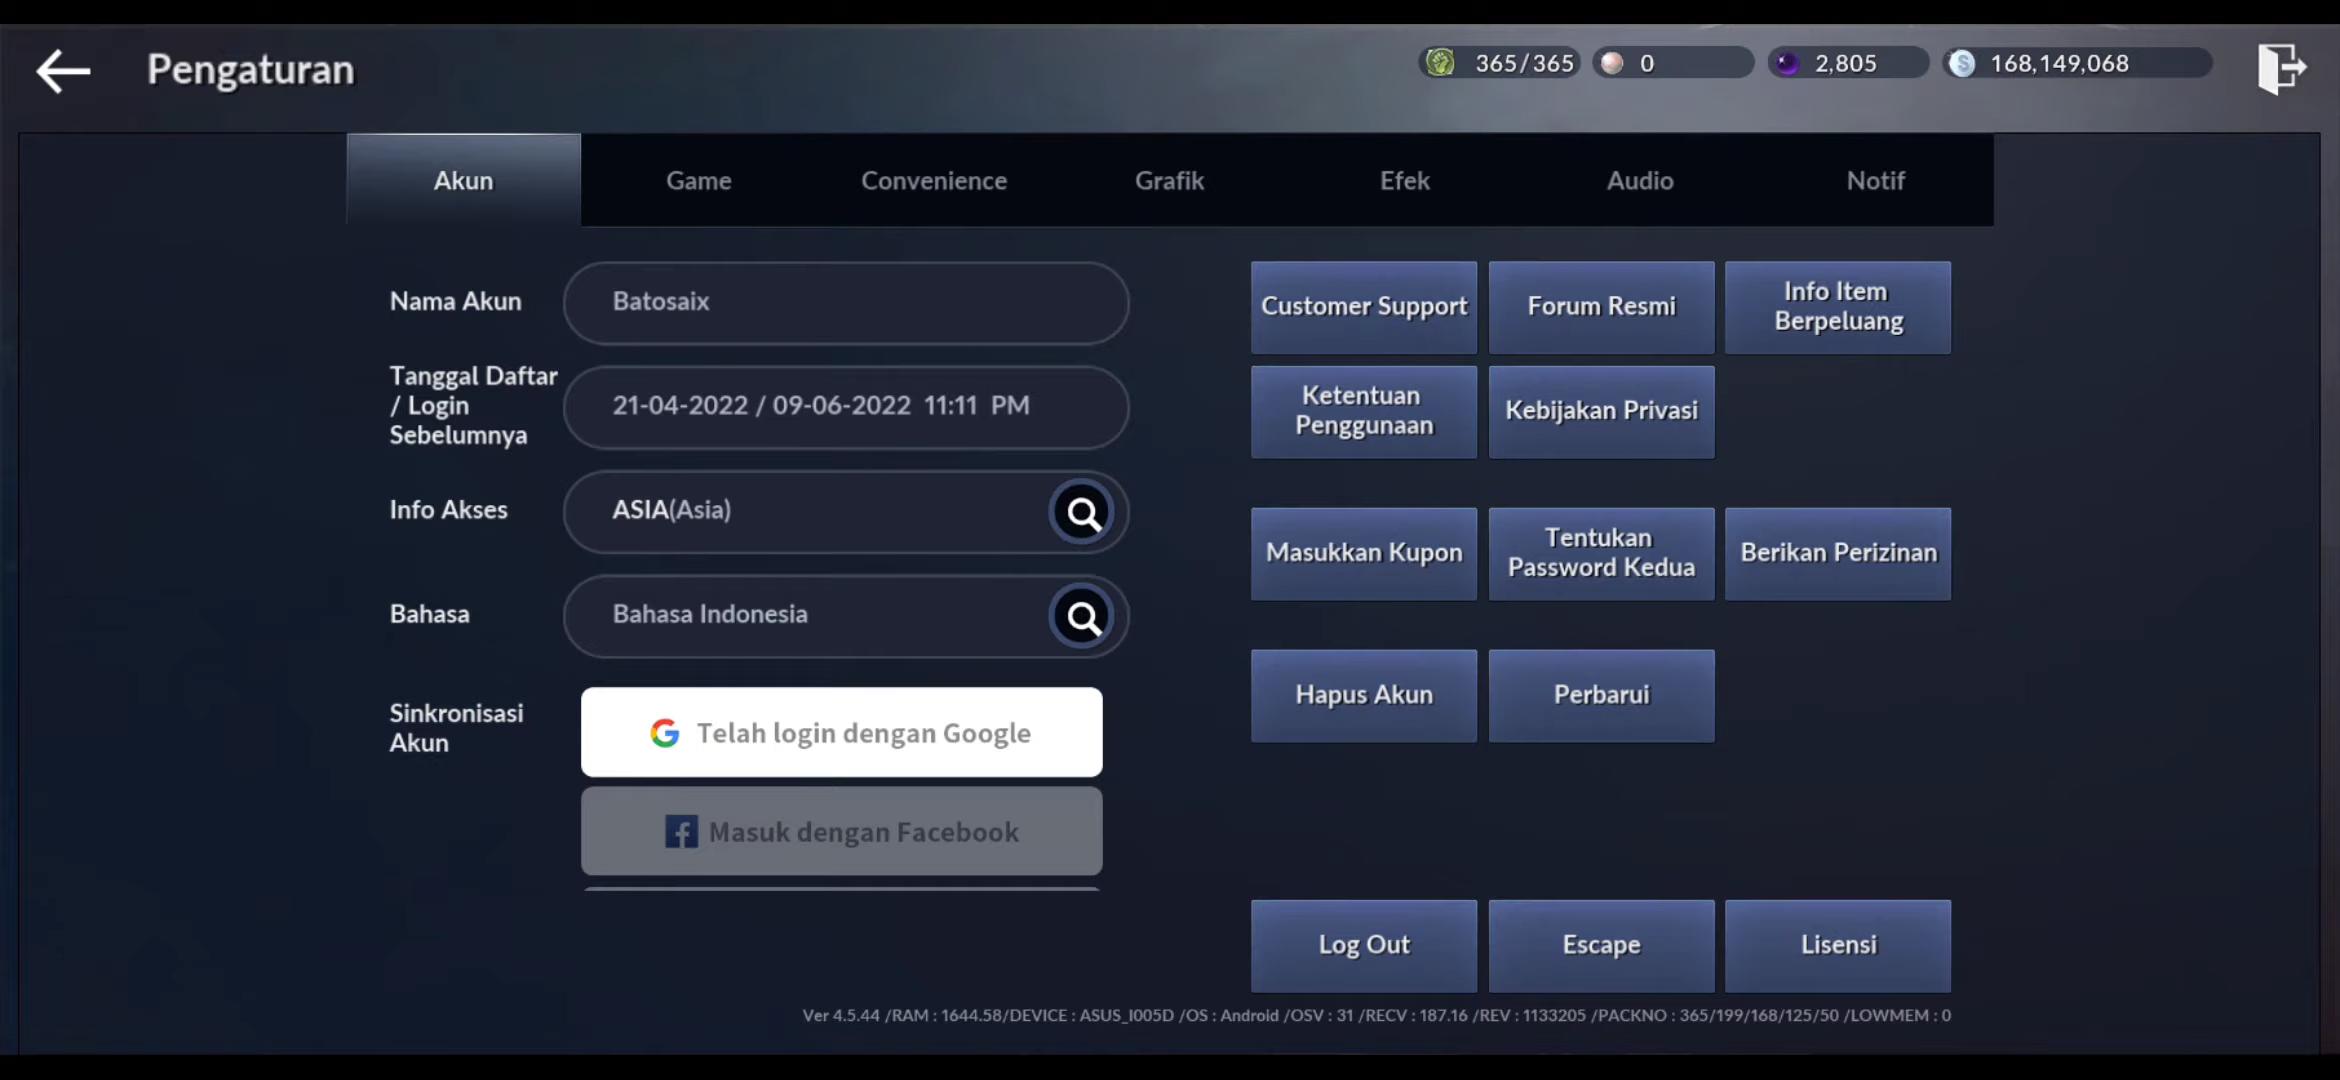 Pengaturan
365/365
0
2,805
168,149,068
Akun
Game
Convenience
Grafik
Efek
Audio
Notif
Nama Akun
Batosaix
Tanggal Daftar
/ Login
Sebelumnya
21-04-2022 / 09-06-2022 11:11 PM
Info Akses
ASIA(Asia)
Bahasa
Bahasa Indonesia
Sinkronisasi
Akun
Telah login dengan Google
Masuk dengan Facebook
Customer Support
Forum Resmi
Info Item
Berpeluang
Ketentuan
Penggunaan
Kebijakan Privasi
Masukkan Kupon
Tentukan
Password Kedua
Berikan Perizinan
Hapus Akun
Perbarui
Log Out
Escape
Lisensi
Ver 4.5.44 /RAM : 1644.58/DEVICE : ASUS_I005D /OS : Android /OSV : 31 /RECV : 187.16 /REV : 1133205 /PACKNO : 365/199/168/125/50 /LOWMEM : 0